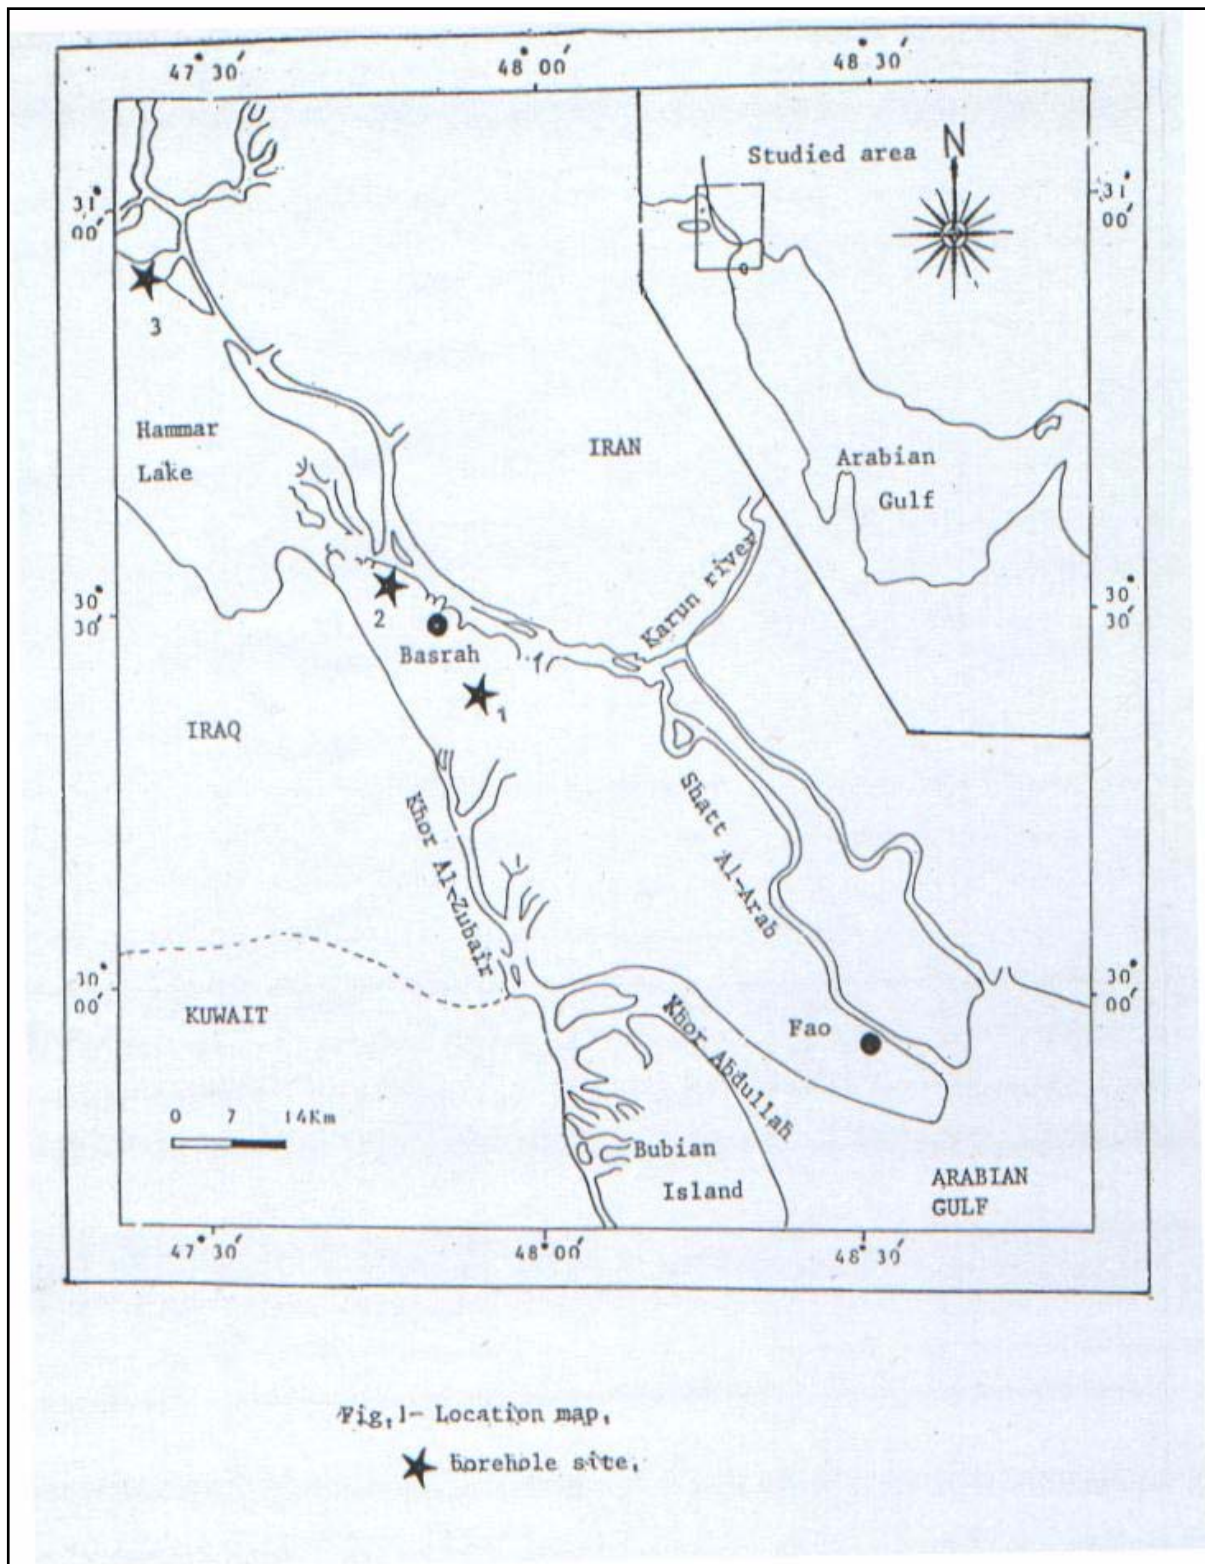 47° 30′
48° 00′
48° 30′
Studied area N
31° 00′
31° 00′
3
Hammar
Lake
IRAN
Arabian
Gulf
Karun river
30° 30′
30° 30′
2
Basrah
1
IRAQ
Shatt Al-Arab
Khor Al-Zubair
30° 00′
30° 00′
KUWAIT
Khor Abdullah
Fao
0 7 14Km
Bubian
Island
ARABIAN
GULF
47° 30′
48° 00′
48° 30′
Fig.1- Location map.
borehole site.